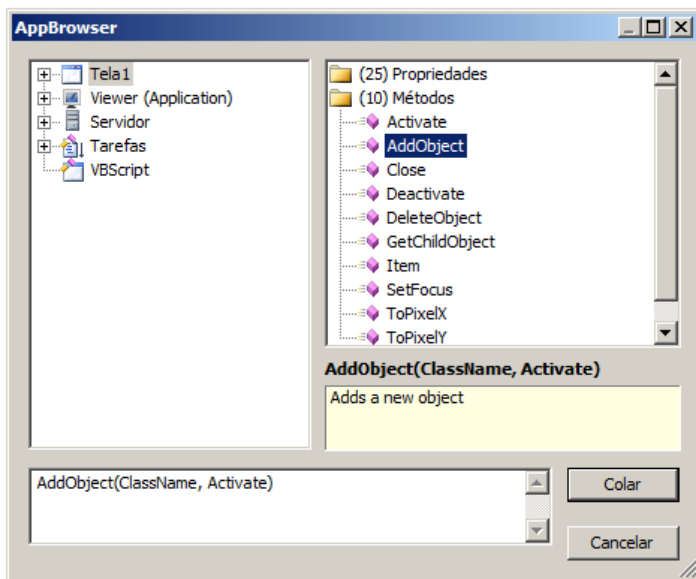 AppBrowser
Tela1
Viewer (Application)
Servidor
Tarefas
VBScript
(25) Propriedades
(10) Métodos
Activate
AddObject
Close
Deactivate
DeleteObject
GetChildObject
Item
SetFocus
ToPixelX
ToPixelY
AddObject(ClassName, Activate)
Adds a new object
AddObject(ClassName, Activate)
Colar
Cancelar